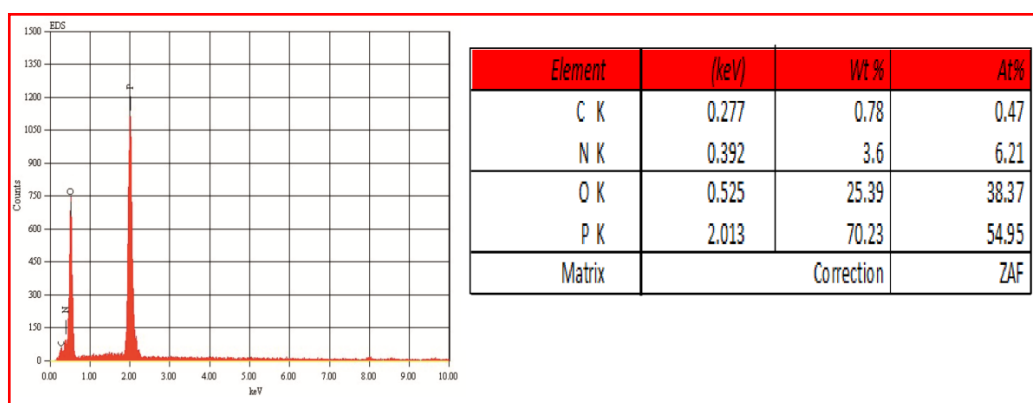 EDS
1500
1350
1200
1050
900
750
600
450
300
150
0
Counts
C
N
O
P
0.00 1.00 2.00 3.00 4.00 5.00 6.00 7.00 8.00 9.00 10.00
keV
Element (keV) Wt % At%
C K 0.277 0.78 0.47
N K 0.392 3.6 6.21
O K 0.525 25.39 38.37
P K 2.013 70.23 54.95
Matrix Correction ZAF